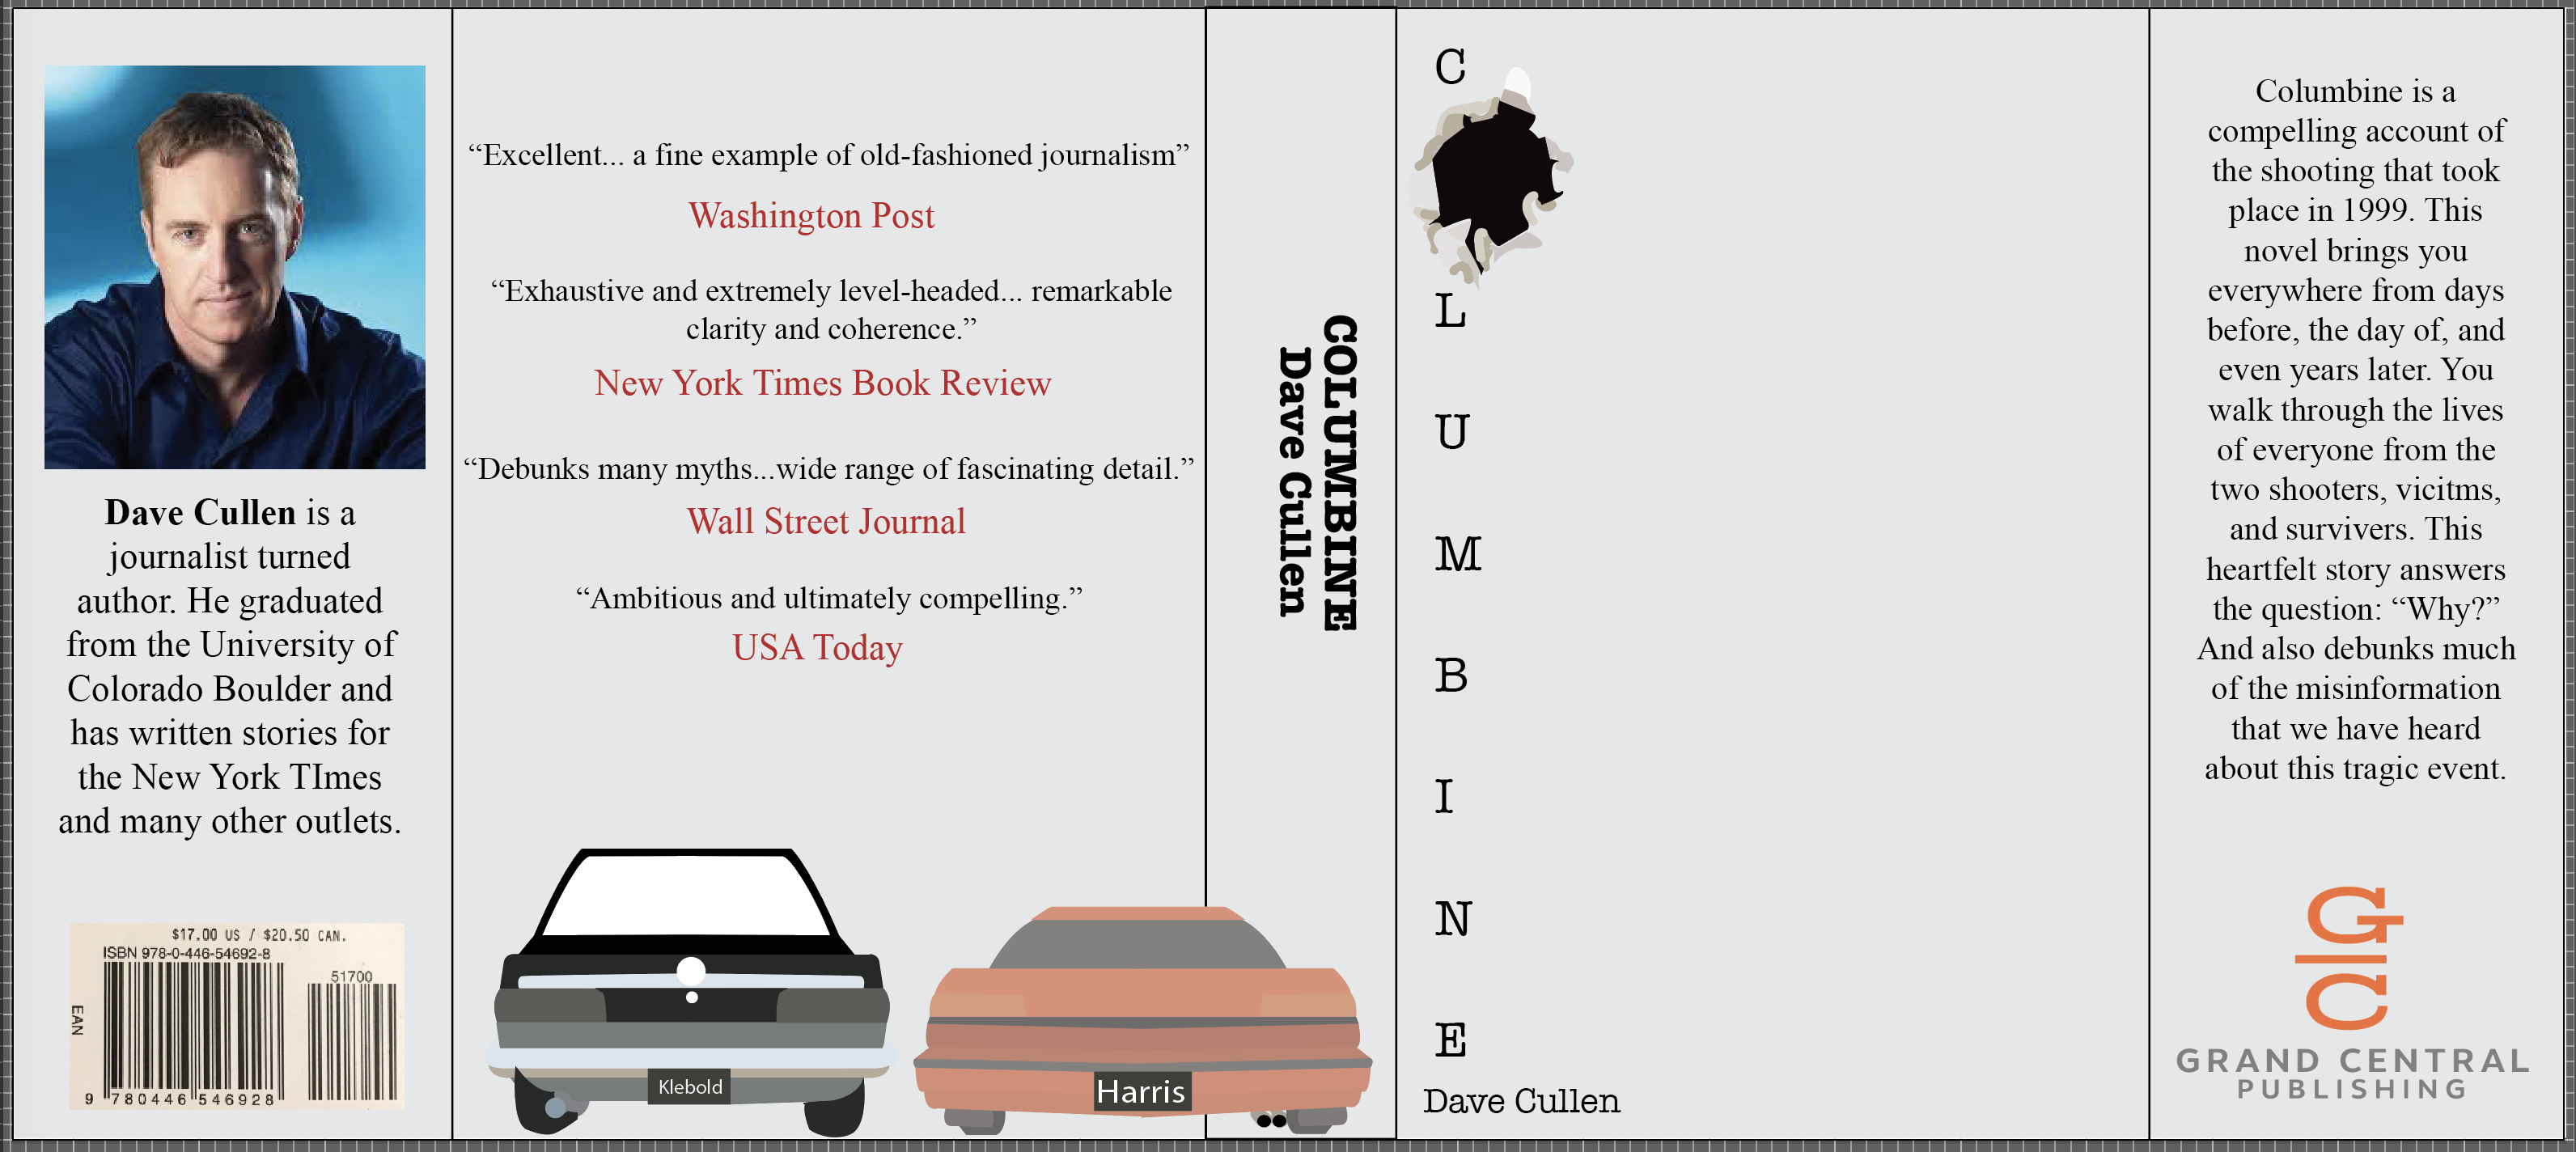 Dave Cullen is a
journalist turned
author. He graduated
from the University of
Colorado Boulder and
has written stories for
the New York TImes
and many other outlets.
$17.00 US / $20.50 CAN.
ISBN 978-0-446-54692-8
51700
EAN
9 780446 546928
“Excellent... a fine example of old-fashioned journalism”
Washington Post
“Exhaustive and extremely level-headed... remarkable
clarity and coherence.”
New York Times Book Review
“Debunks many myths...wide range of fascinating detail.”
Wall Street Journal
“Ambitious and ultimately compelling.”
USA Today
Klebold
Harris
COLUMBINE
Dave Cullen
C
L
U
M
B
I
N
E
Dave Cullen
Columbine is a
compelling account of
the shooting that took
place in 1999. This
novel brings you
everywhere from days
before, the day of, and
even years later. You
walk through the lives
of everyone from the
two shooters, vicitms,
and survivers. This
heartfelt story answers
the question: “Why?”
And also debunks much
of the misinformation
that we have heard
about this tragic event.
GC
GRAND CENTRAL
PUBLISHING